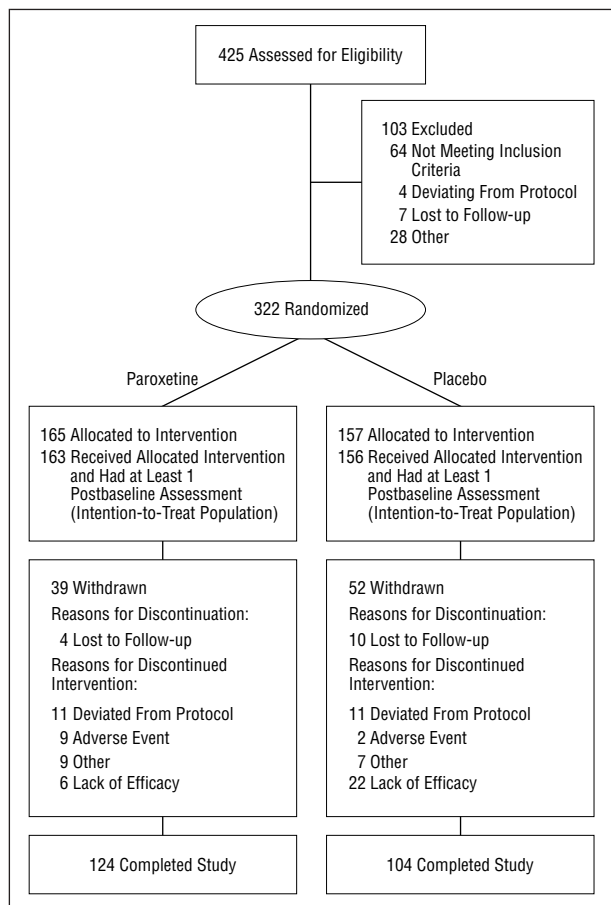 425 Assessed for Eligibility
103 Excluded
64 Not Meeting Inclusion
Criteria
4 Deviating From Protocol
7 Lost to Follow-up
28 Other
322 Randomized
Paroxetine
Placebo
165 Allocated to Intervention
163 Received Allocated Intervention
and Had at Least 1
Postbaseline Assessment
(Intention-to-Treat Population)
157 Allocated to Intervention
156 Received Allocated Intervention
and Had at Least 1
Postbaseline Assessment
(Intention-to-Treat Population)
39 Withdrawn
Reasons for Discontinuation:
4 Lost to Follow-up
Reasons for Discontinued
Intervention:
11 Deviated From Protocol
9 Adverse Event
9 Other
6 Lack of Efficacy
52 Withdrawn
Reasons for Discontinuation:
10 Lost to Follow-up
Reasons for Discontinued
Intervention:
11 Deviated From Protocol
2 Adverse Event
7 Other
22 Lack of Efficacy
124 Completed Study
104 Completed Study